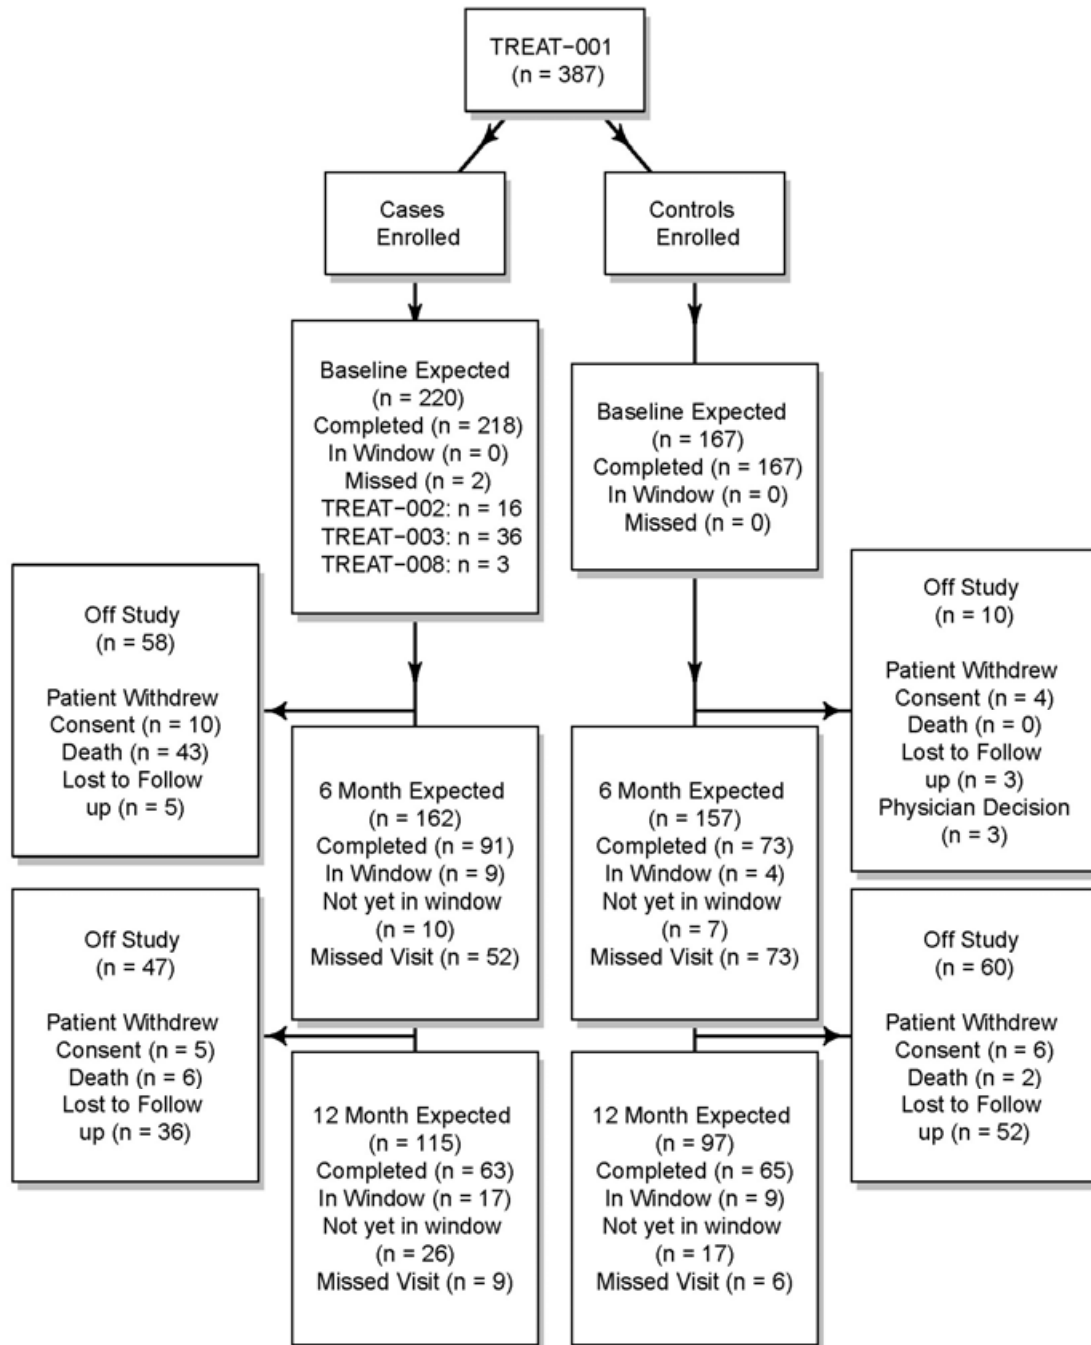 TREAT−001
(n = 387)
Cases
Enrolled
Controls
Enrolled
Baseline Expected
(n = 220)
Completed (n = 218)
In Window (n = 0)
Missed (n = 2)
TREAT−002: n = 16
TREAT−003: n = 36
TREAT−008: n = 3
Baseline Expected
(n = 167)
Completed (n = 167)
In Window (n = 0)
Missed (n = 0)
Off Study
(n = 58)
Patient Withdrew
Consent (n = 10)
Death (n = 43)
Lost to Follow
up (n = 5)
Off Study
(n = 10)
Patient Withdrew
Consent (n = 4)
Death (n = 0)
Lost to Follow
up (n = 3)
Physician Decision
(n = 3)
6 Month Expected
(n = 162)
Completed (n = 91)
In Window (n = 9)
Not yet in window
(n = 10)
Missed Visit (n = 52)
6 Month Expected
(n = 157)
Completed (n = 73)
In Window (n = 4)
Not yet in window
(n = 7)
Missed Visit (n = 73)
Off Study
(n = 47)
Patient Withdrew
Consent (n = 5)
Death (n = 6)
Lost to Follow
up (n = 36)
Off Study
(n = 60)
Patient Withdrew
Consent (n = 6)
Death (n = 2)
Lost to Follow
up (n = 52)
12 Month Expected
(n = 115)
Completed (n = 63)
In Window (n = 17)
Not yet in window
(n = 26)
Missed Visit (n = 9)
12 Month Expected
(n = 97)
Completed (n = 65)
In Window (n = 9)
Not yet in window
(n = 17)
Missed Visit (n = 6)